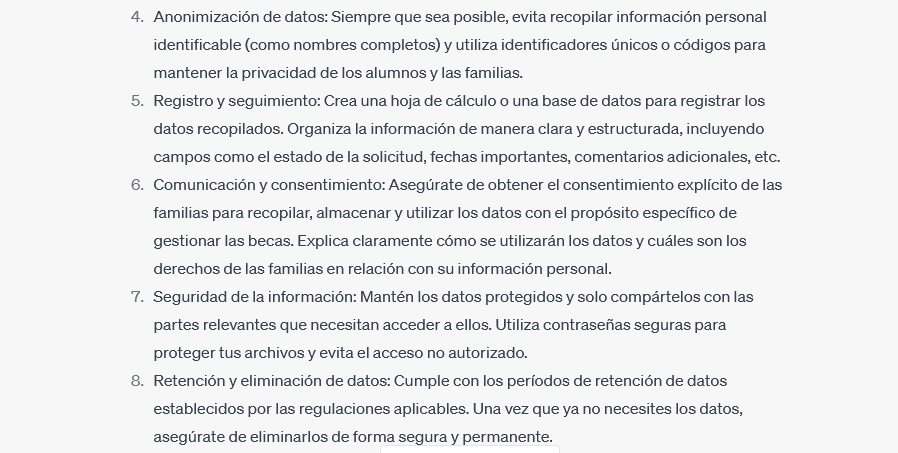 4. Anonimización de datos: Siempre que sea posible, evita recopilar información personal
identificable (como nombres completos) y utiliza identificadores únicos o códigos para
mantener la privacidad de los alumnos y las familias.
5. Registro y seguimiento: Crea una hoja de cálculo o una base de datos para registrar los
datos recopilados. Organiza la información de manera clara y estructurada, incluyendo
campos como el estado de la solicitud, fechas importantes, comentarios adicionales, etc.
6. Comunicación y consentimiento: Asegúrate de obtener el consentimiento explícito de las
familias para recopilar, almacenar y utilizar los datos con el propósito específico de
gestionar las becas. Explica claramente cómo se utilizarán los datos y cuáles son los
derechos de las familias en relación con su información personal.
7. Seguridad de la información: Mantén los datos protegidos y solo compártelos con las
partes relevantes que necesitan acceder a ellos. Utiliza contraseñas seguras para
proteger tus archivos y evita el acceso no autorizado.
8. Retención y eliminación de datos: Cumple con los períodos de retención de datos
establecidos por las regulaciones aplicables. Una vez que ya no necesites los datos,
asegúrate de eliminarlos de forma segura y permanente.